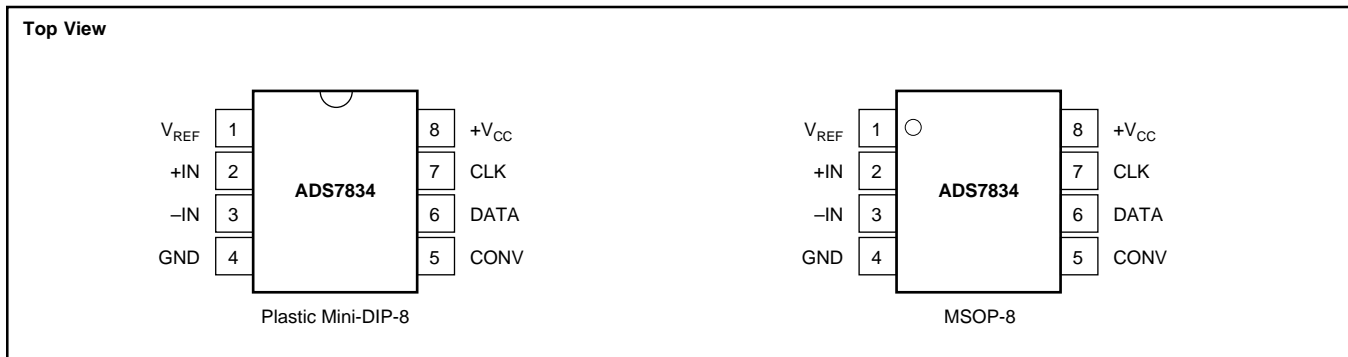 Top View
V_REF 1 8 +V_CC
+IN 2 7 CLK
ADS7834
–IN 3 6 DATA
GND 4 5 CONV
Plastic Mini-DIP-8
V_REF 1 8 +V_CC
+IN 2 7 CLK
ADS7834
–IN 3 6 DATA
GND 4 5 CONV
MSOP-8